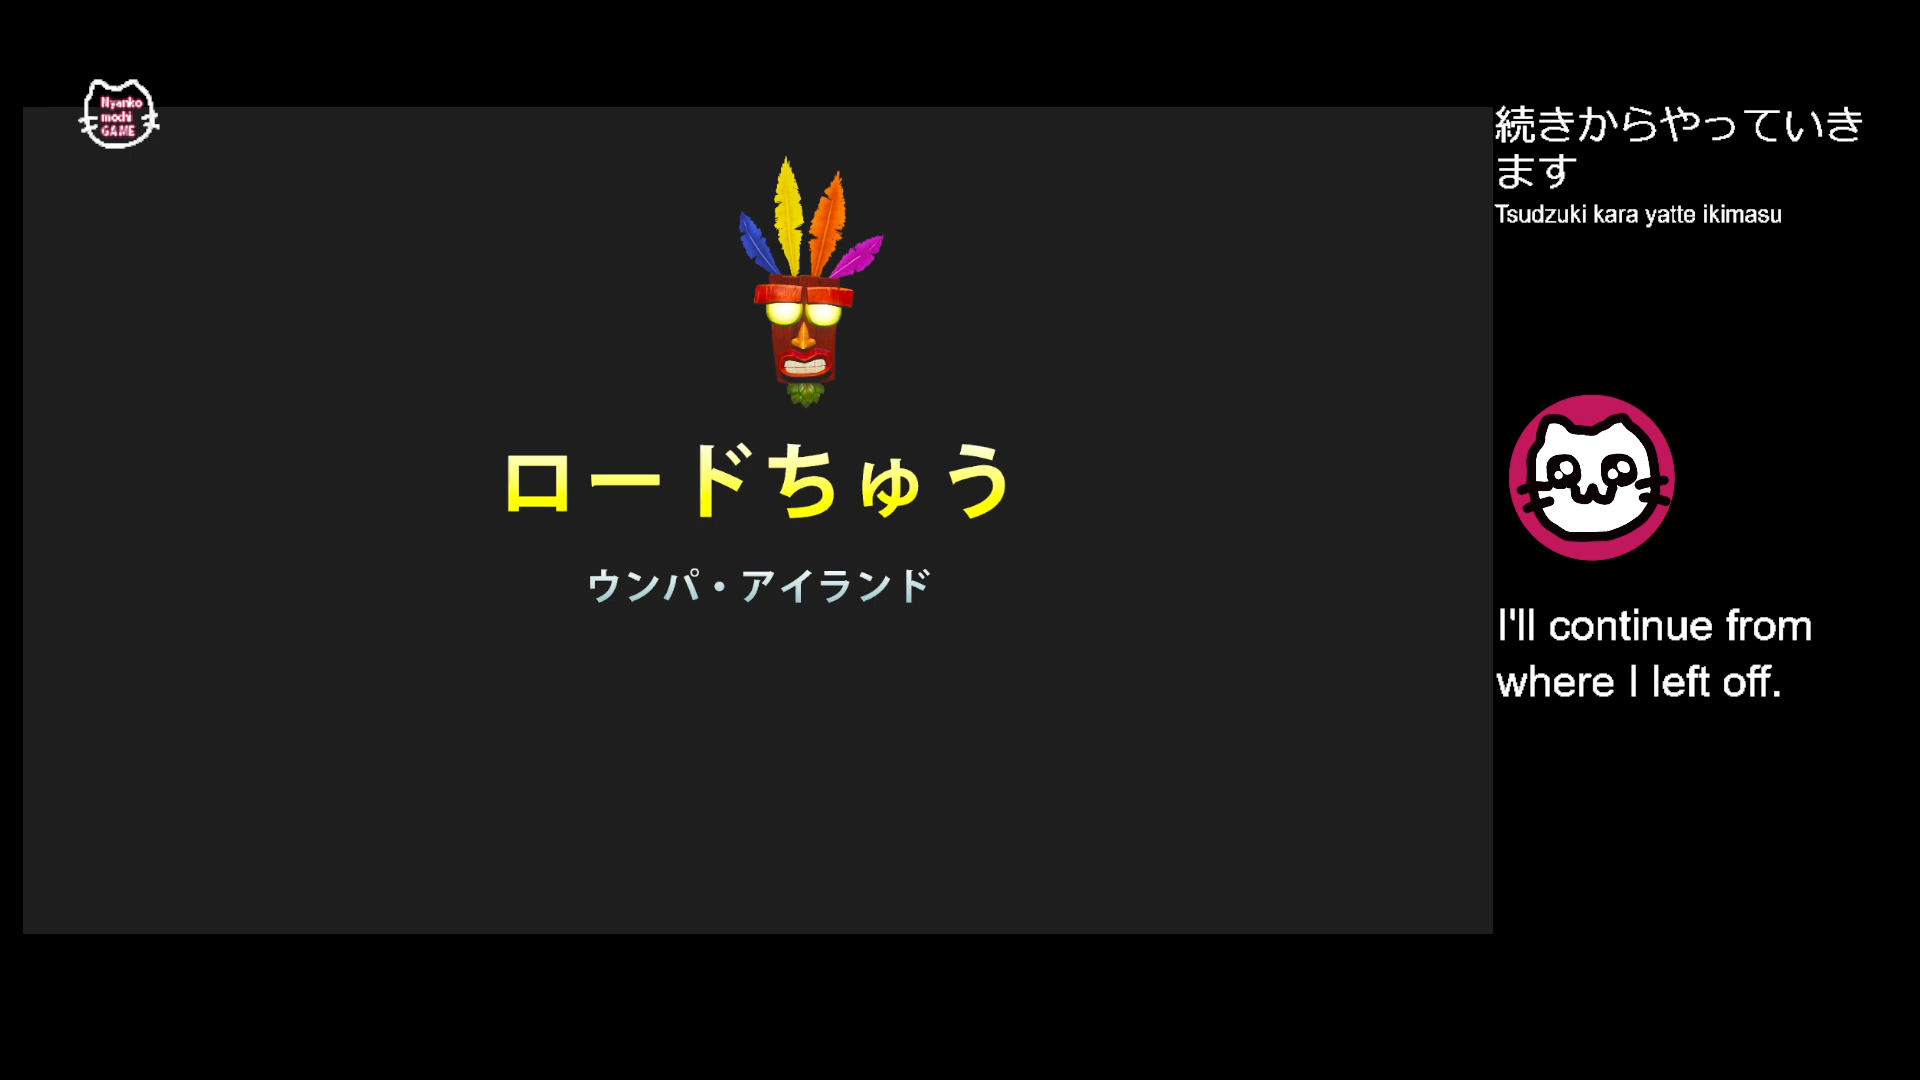 Nyanko
mochi
GAME
ロードちゅう
ウンパ・アイランド
続きからやっていき
ます
Tsudzuki kara yatte ikimasu
I'll continue from
where I left off.